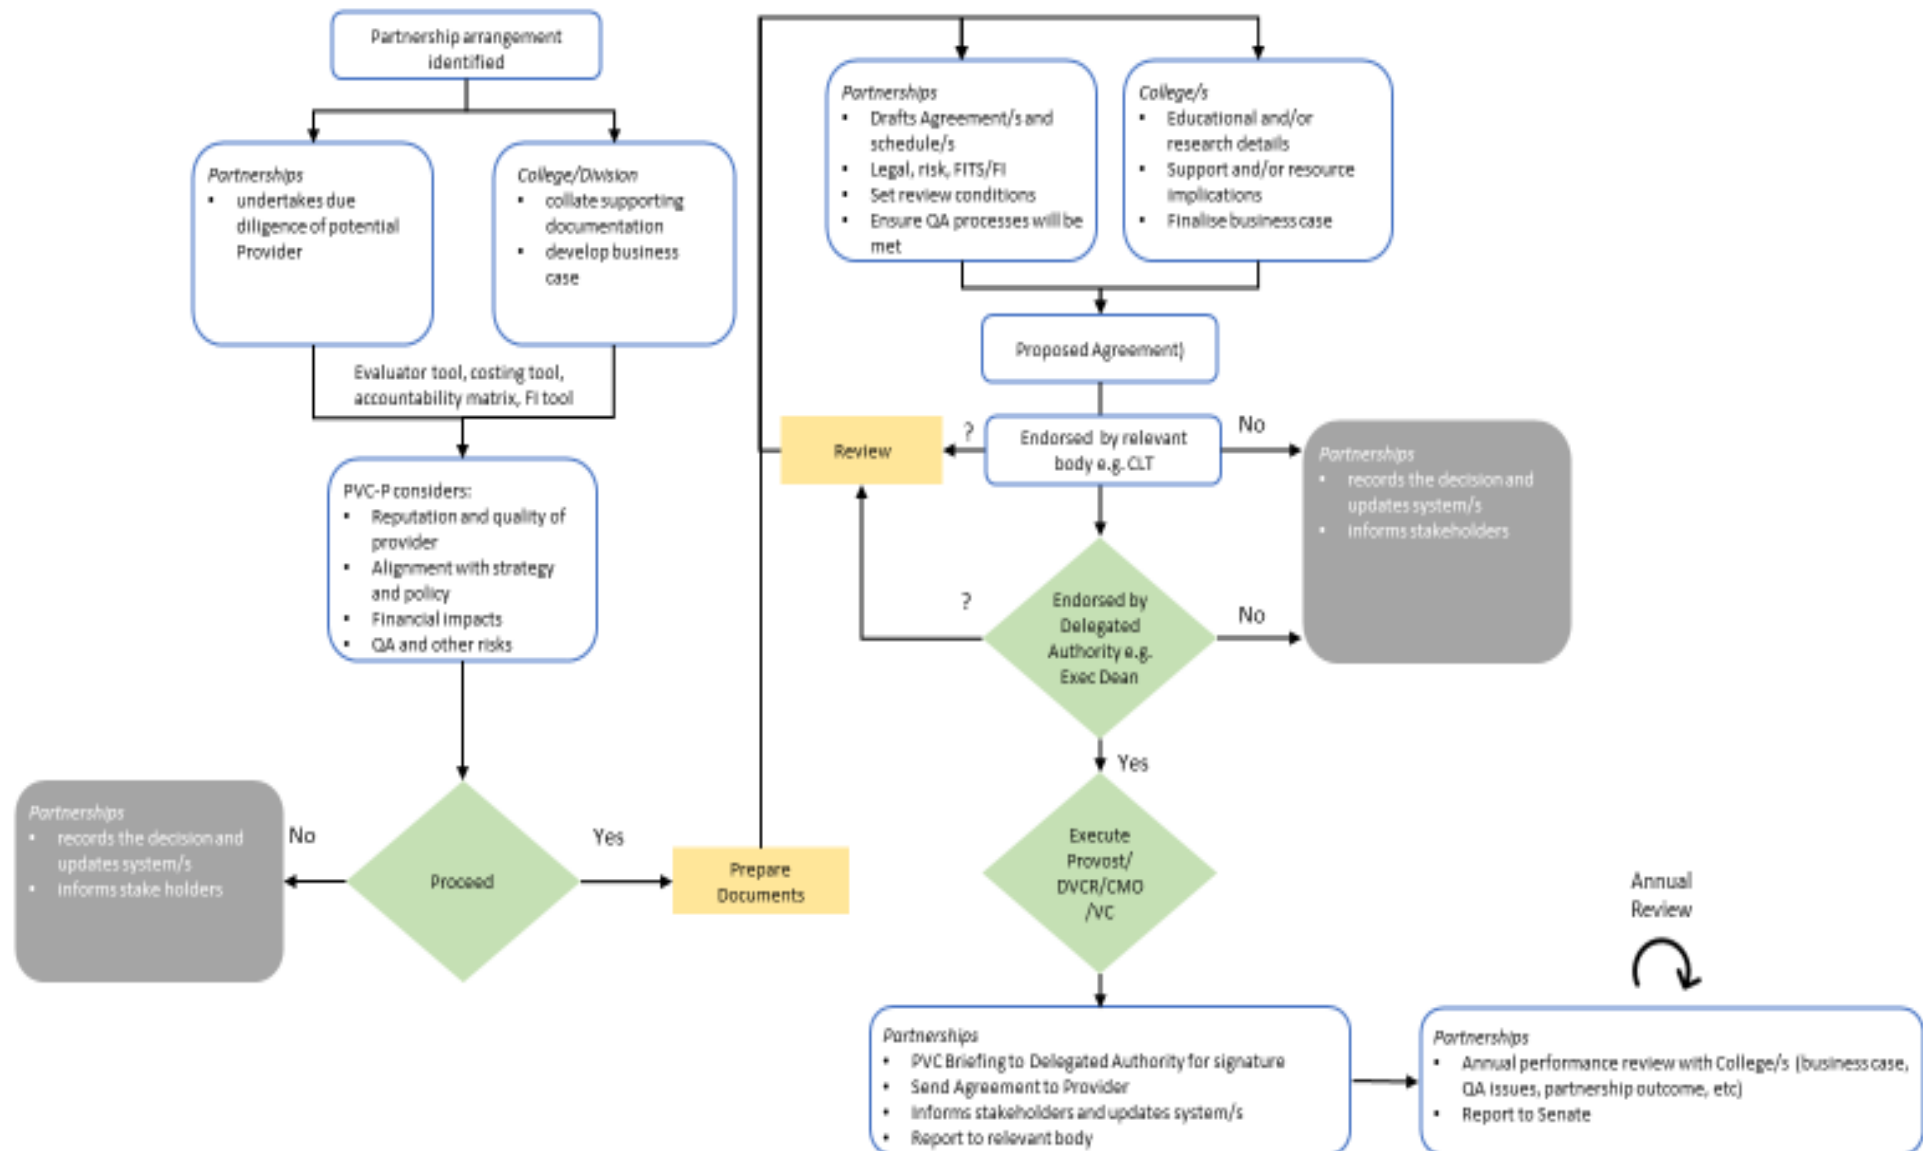 Partnership arrangement
identified
Partnerships
▪ undertakes due
diligence of potential
Provider
College/Division
▪ collate supporting
documentation
▪ develop business
case
Evaluator tool, costing tool,
accountability matrix, FI tool
PVC-P considers:
▪ Reputation and quality of
provider
▪ Alignment with strategy
and policy
▪ Financial impacts
▪ QA and other risks
Partnerships
▪ records the decision and
updates system/s
▪ informs stake holders
No
Proceed
Yes
Prepare
Documents
Partnerships
▪ Drafts Agreement/s and
schedule/s
▪ Legal, risk, FITS/FI
▪ Set review conditions
▪ Ensure QA processes will be
met
College/s
▪ Educational and/or
research details
▪ Support and/or resource
implications
▪ Finalise business case
Proposed Agreement)
Review
?
Endorsed by relevant
body e.g. CLT
No
Partnerships
▪ records the decision and
updates system/s
▪ informs stakeholders
?
Endorsed by
Delegated
Authority e.g.
Exec Dean
No
Yes
Execute
Provost/
DVCR/CMO
/VC
Annual
Review
Partnerships
▪ PVC Briefing to Delegated Authority for signature
▪ Send Agreement to Provider
▪ Informs stakeholders and updates system/s
▪ Report to relevant body
Partnerships
▪ Annual performance review with College/s (business case,
QA issues, partnership outcome, etc)
▪ Report to Senate